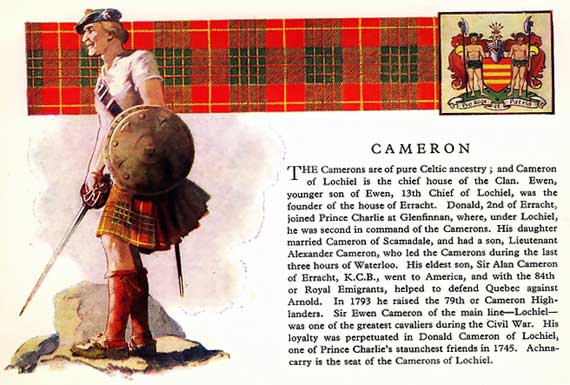 Pro Rege Et Patria
CAMERON
THE Camerons are of pure Celtic ancestry ; and Cameron
of Lochiel is the chief house of the Clan. Ewen,
younger son of Ewen, 13th Chief of Lochiel, was the
founder of the house of Erracht. Donald, 2nd of Erracht,
joined Prince Charlie at Glenfinnan, where, under Lochiel,
he was second in command of the Camerons. His daughter
married Cameron of Scamadale, and had a son, Lieutenant
Alexander Cameron, who led the Camerons during the last
three hours of Waterloo. His eldest son, Sir Alan Cameron
of Erracht, K.C.B., went to America, and with the 84th
or Royal Emigrants, helped to defend Quebec against
Arnold. In 1793 he raised the 79th or Cameron High-
landers. Sir Ewen Cameron of the main line—Lochiel—
was one of the greatest cavaliers during the Civil War. His
loyalty was perpetuated in Donald Cameron of Lochiel,
one of Prince Charlie's staunchest friends in 1745. Achna-
carry is the seat of the Camerons of Lochiel.